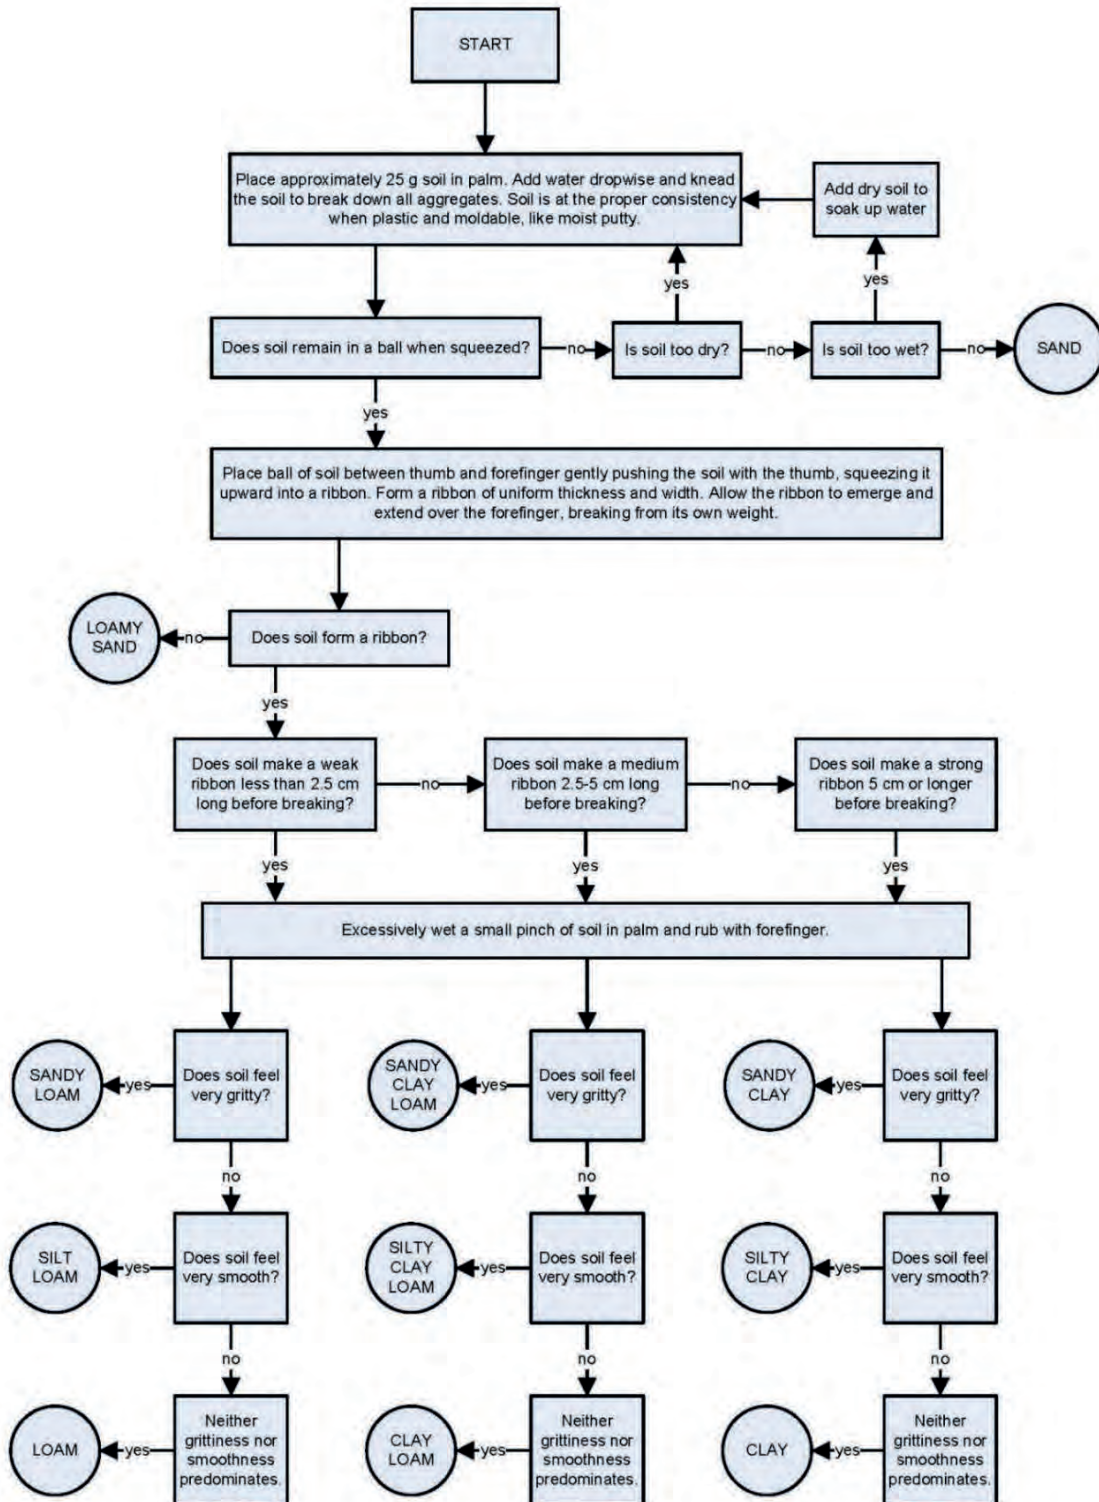 START
Place approximately 25 g soil in palm. Add water dropwise and knead
the soil to break down all aggregates. Soil is at the proper consistency
when plastic and moldable, like moist putty.
Add dry soil to
soak up water
yes
yes
Does soil remain in a ball when squeezed?
no
Is soil too dry?
no
Is soil too wet?
no
SAND
yes
Place ball of soil between thumb and forefinger gently pushing the soil with the thumb, squeezing it
upward into a ribbon. Form a ribbon of uniform thickness and width. Allow the ribbon to emerge and
extend over the forefinger, breaking from its own weight.
LOAMY
SAND
no
Does soil form a ribbon?
yes
Does soil make a weak
ribbon less than 2.5 cm
long before breaking?
no
Does soil make a medium
ribbon 2.5-5 cm long
before breaking?
no
Does soil make a strong
ribbon 5 cm or longer
before breaking?
yes
yes
yes
Excessively wet a small pinch of soil in palm and rub with forefinger.
SANDY
LOAM
yes
Does soil feel
very gritty?
SANDY
CLAY
LOAM
yes
Does soil feel
very gritty?
SANDY
CLAY
yes
Does soil feel
very gritty?
no
no
no
SILT
LOAM
yes
Does soil feel
very smooth?
SILTY
CLAY
LOAM
yes
Does soil feel
very smooth?
SILTY
CLAY
yes
Does soil feel
very smooth?
no
no
no
LOAM
yes
Neither
grittiness nor
smoothness
predominates.
CLAY
LOAM
yes
Neither
grittiness nor
smoothness
predominates.
CLAY
yes
Neither
grittiness nor
smoothness
predominates.